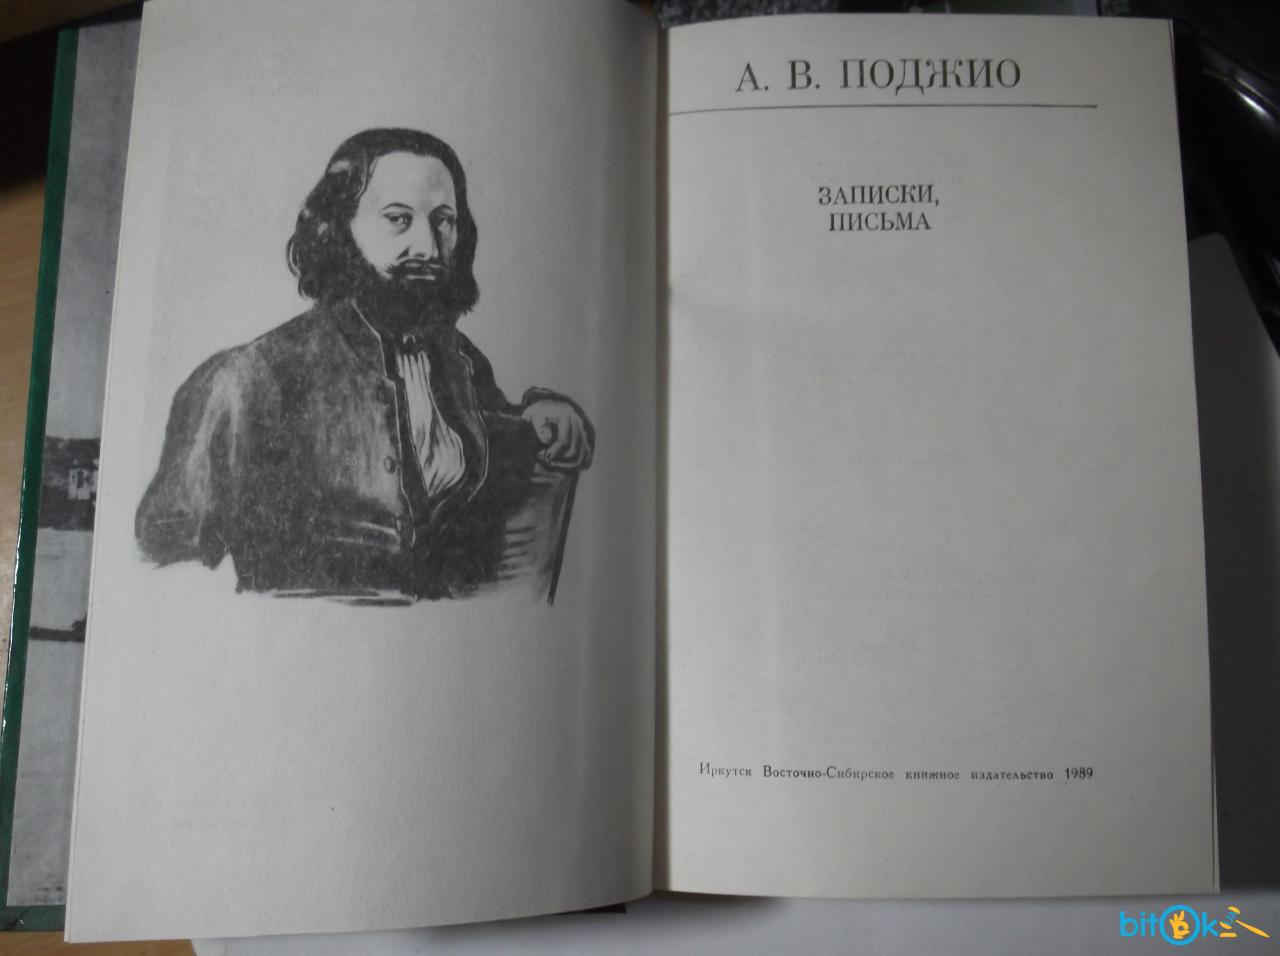 А. В. ПОДЖИО
ЗАПИСКИ,
ПИСЬМА
Иркутск Восточно-Сибирское книжное издательство 1989
bitOk